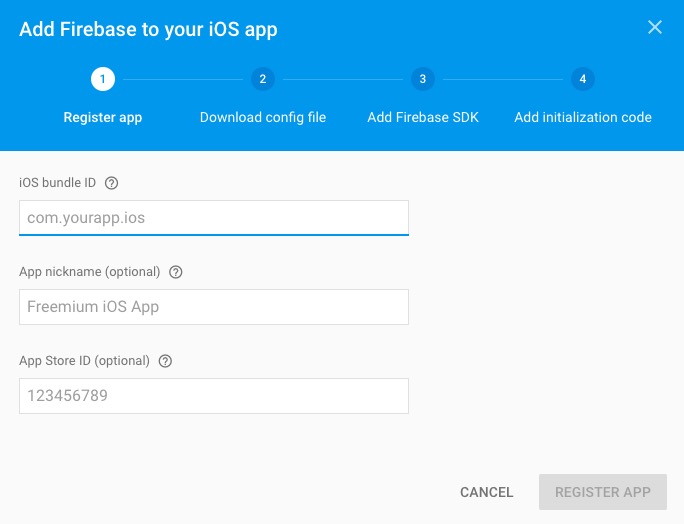 Add Firebase to your iOS app
1 2 3 4
Register app Download config file Add Firebase SDK Add initialization code
iOS bundle ID ?
com.yourapp.ios
App nickname (optional) ?
Freemium iOS App
App Store ID (optional) ?
123456789
CANCEL REGISTER APP